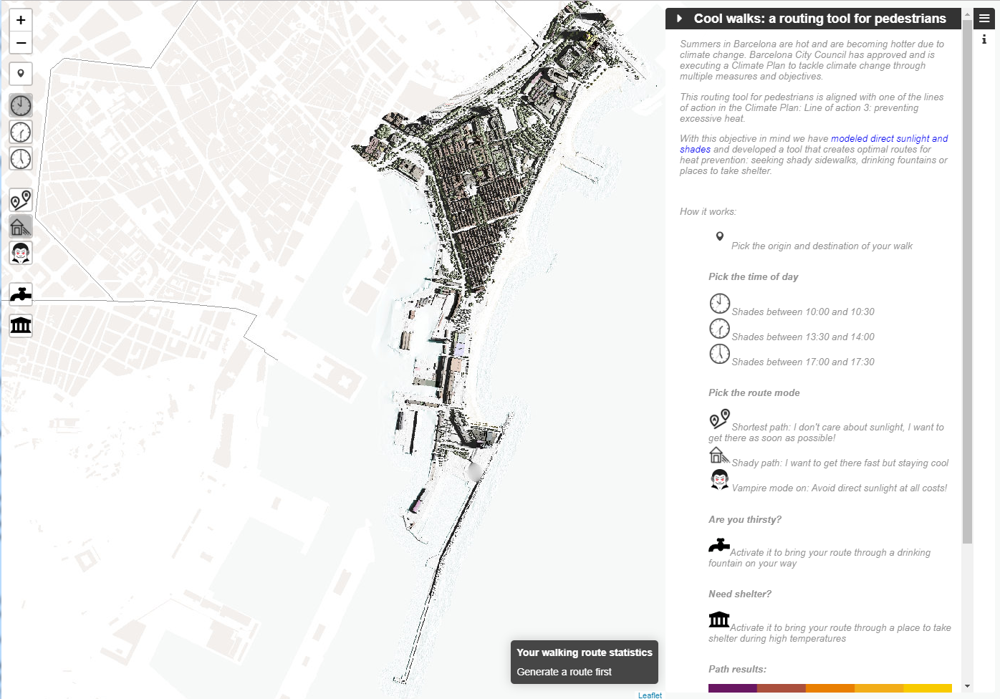 +
−
Cool walks: a routing tool for pedestrians
Summers in Barcelona are hot and are becoming hotter due to
climate change. Barcelona City Council has approved and is
executing a Climate Plan to tackle climate change through
multiple measures and objectives.
This routing tool for pedestrians is aligned with one of the lines
of action in the Climate Plan: Line of action 3: preventing
excessive heat.
With this objective in mind we have modeled direct sunlight and
shades and developed a tool that creates optimal routes for
heat prevention: seeking shady sidewalks, drinking fountains or
places to take shelter.
How it works:
Pick the origin and destination of your walk
Pick the time of day
Shades between 10:00 and 10:30
Shades between 13:30 and 14:00
Shades between 17:00 and 17:30
Pick the route mode
A B Shortest path: I don't care about sunlight, I want to
get there as soon as possible!
Shady path: I want to get there fast but staying cool
Vampire mode on: Avoid direct sunlight at all costs!
Are you thirsty?
Activate it to bring your route through a drinking
fountain on your way
Need shelter?
Activate it to bring your route through a place to take
shelter during high temperatures
Path results:
Your walking route statistics
Generate a route first
Leaflet